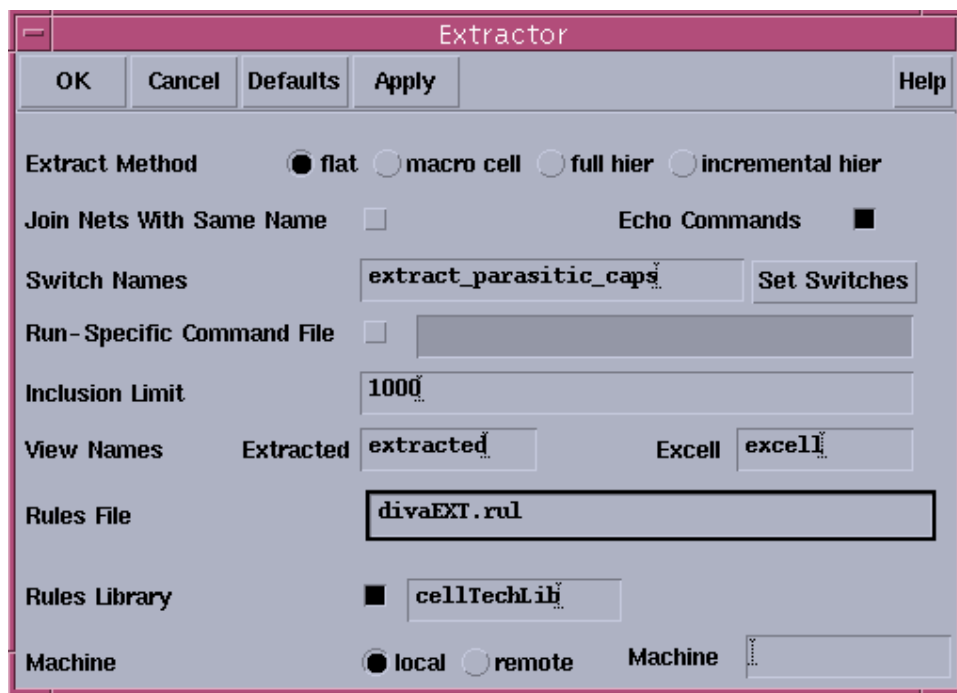 Extractor
OK Cancel Defaults Apply Help
Extract Method flat macro cell full hier incremental hier
Join Nets With Same Name Echo Commands
Switch Names extract_parasitic_caps Set Switches
Run-Specific Command File
Inclusion Limit 1000
View Names Extracted extracted Excell excell
Rules File divaEXT.rul
Rules Library cellTechLib
Machine local remote Machine